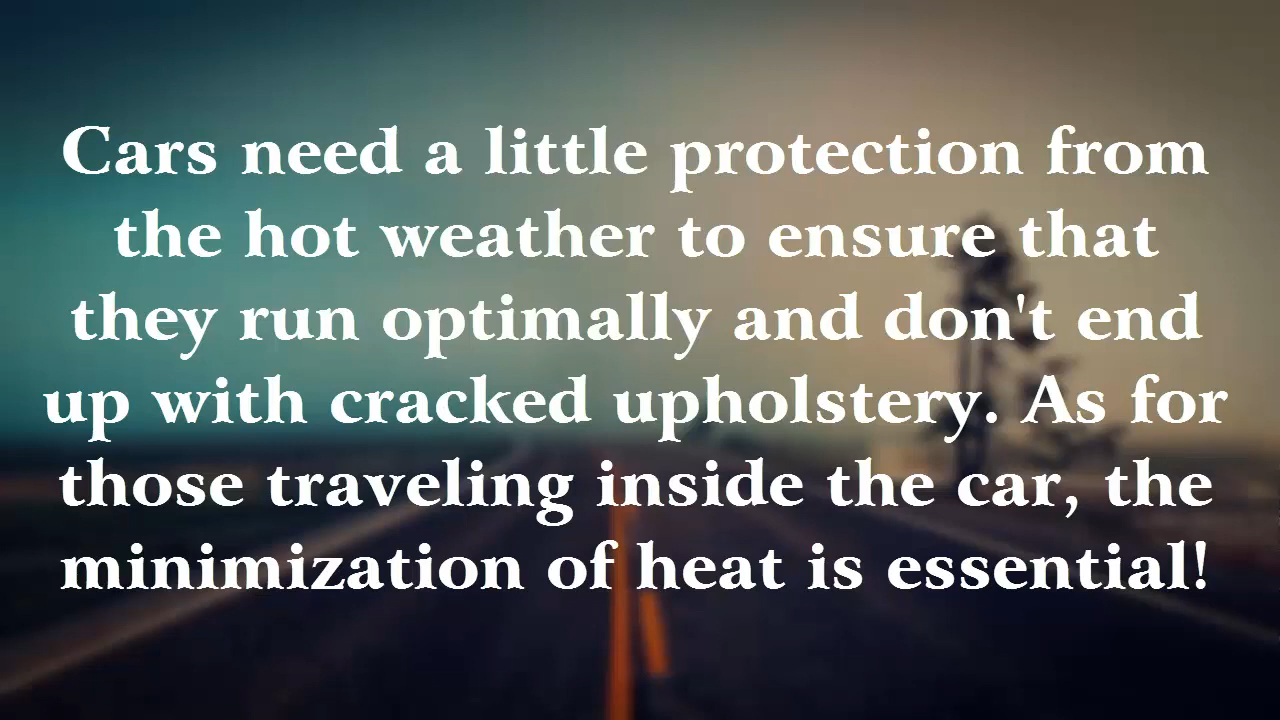 Cars need a little protection from
the hot weather to ensure that
they run optimally and don't end
up with cracked upholstery. As for
those traveling inside the car, the
minimization of heat is essential!